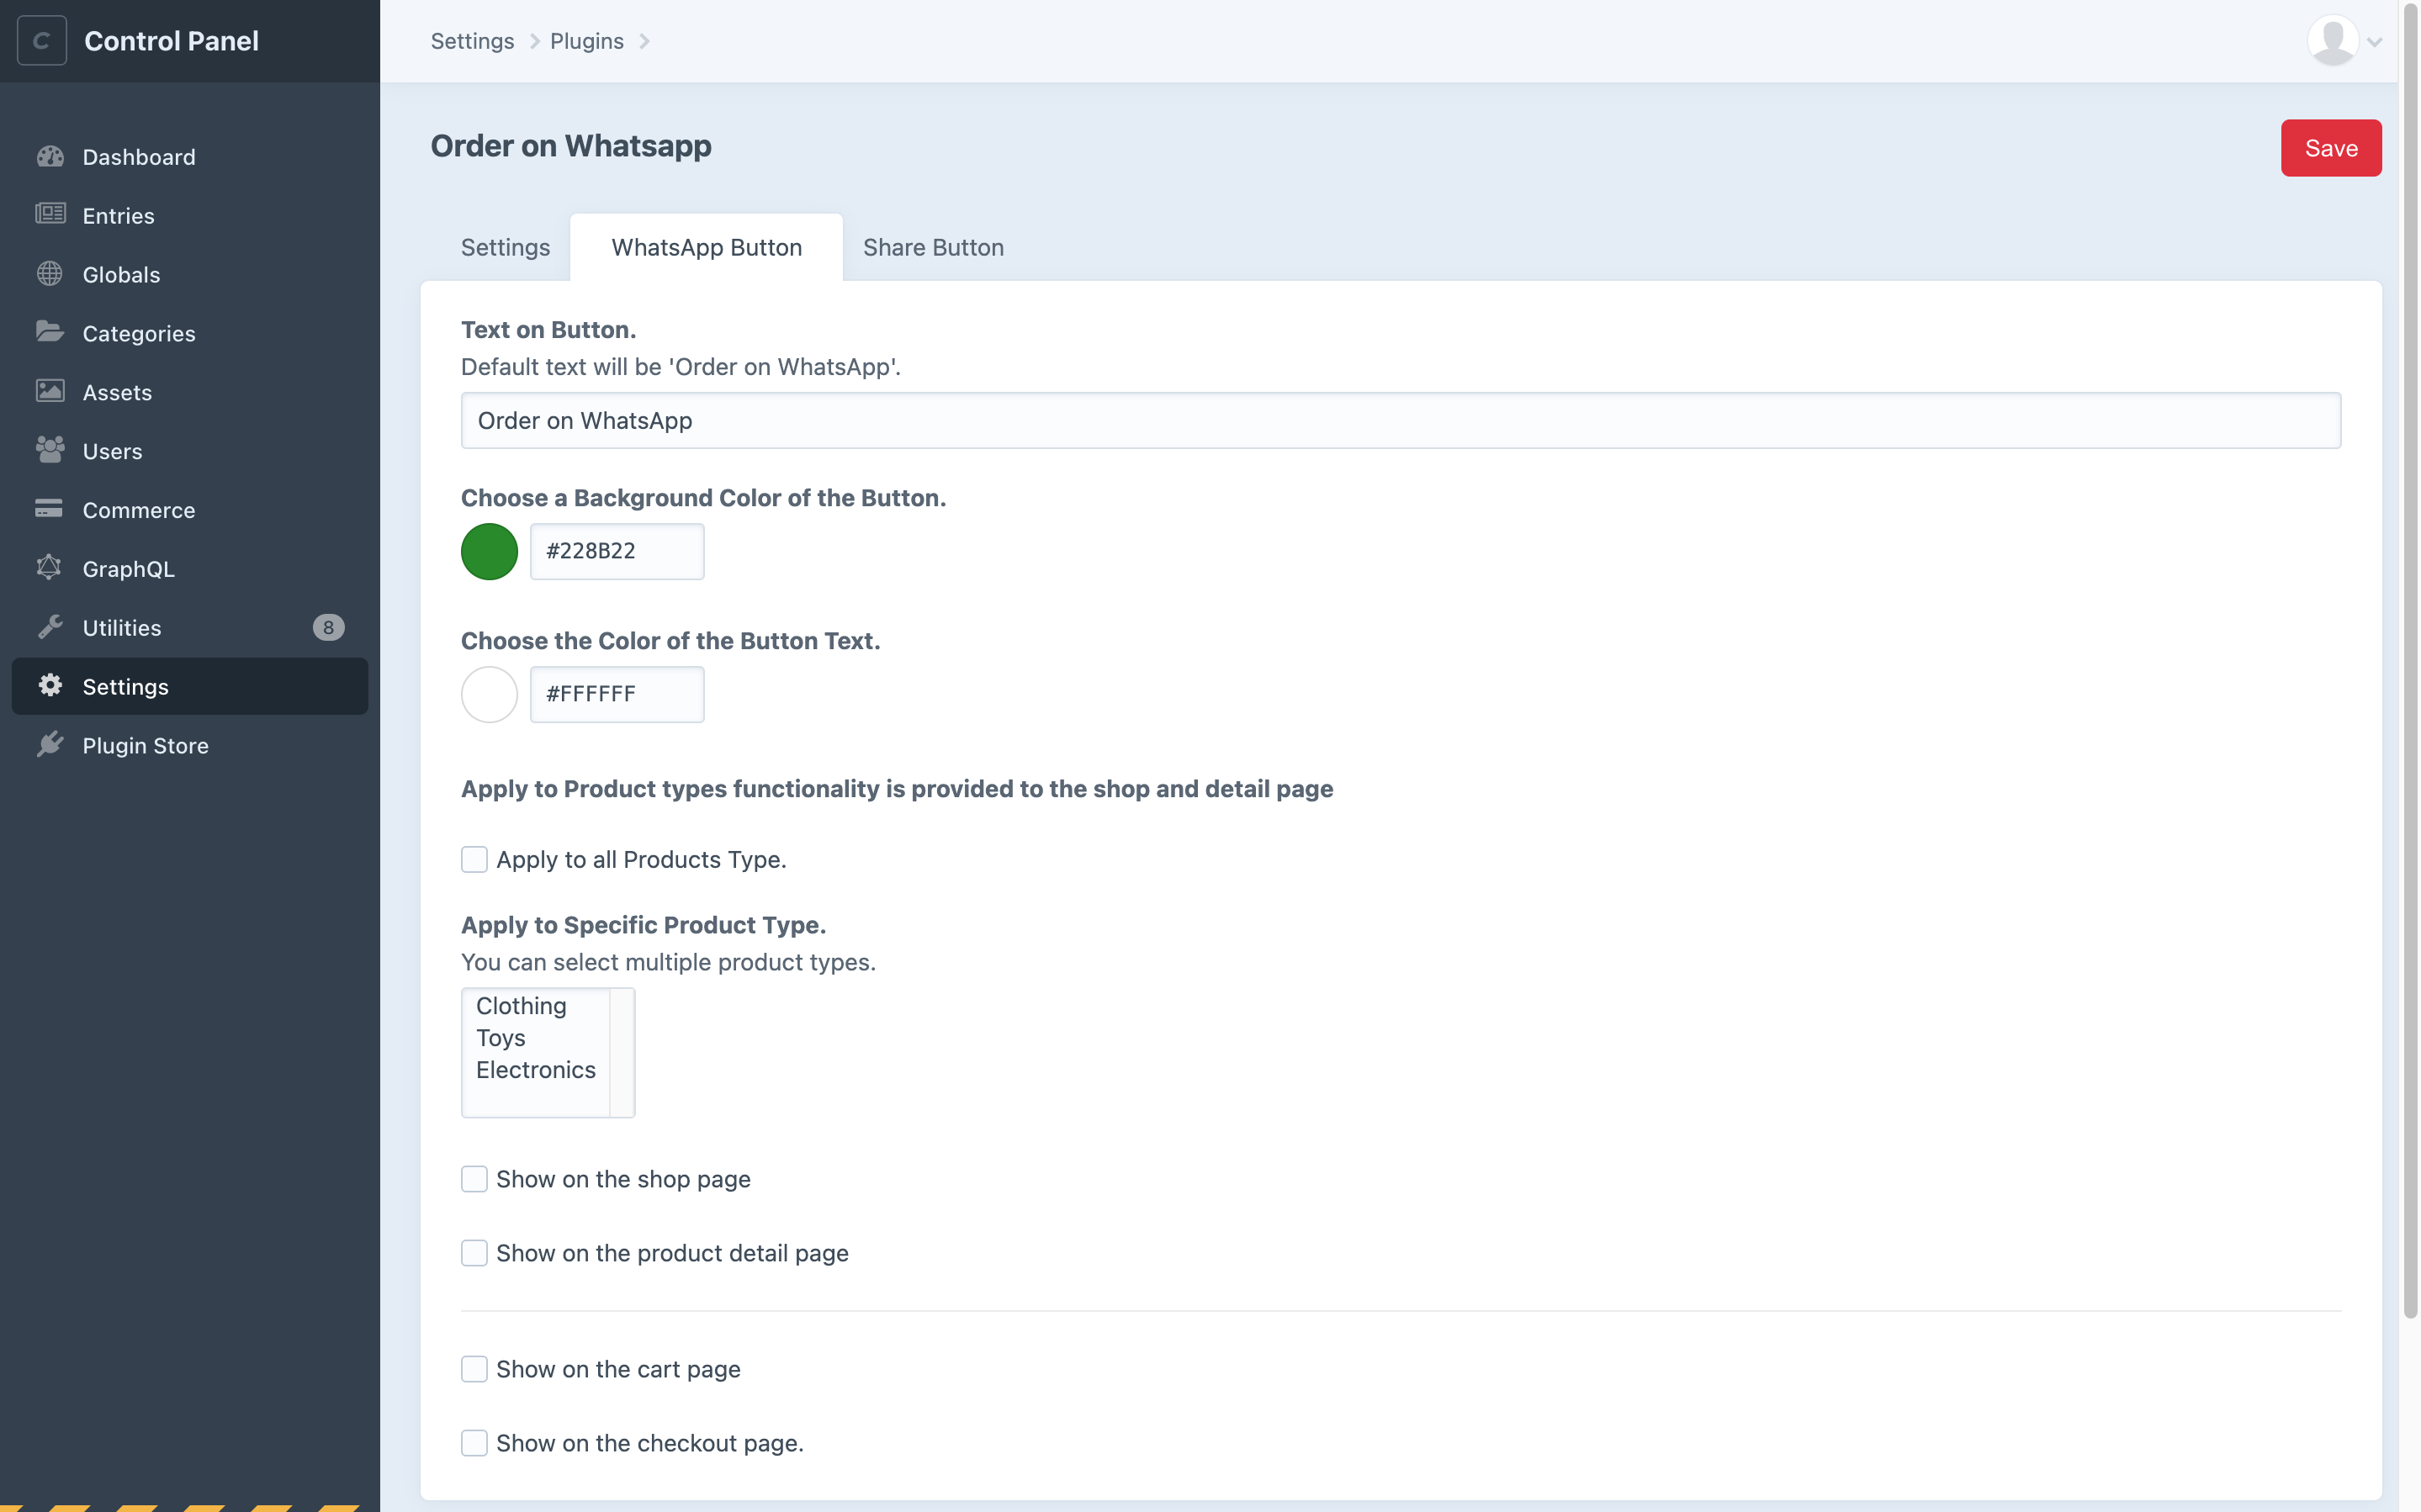 C Control Panel
Settings Plugins
Dashboard
Entries
Globals
Categories
Assets
Users
Commerce
GraphQL
Utilities 8
Settings
Plugin Store
Order on Whatsapp
Save
Settings WhatsApp Button Share Button
Text on Button.
Default text will be 'Order on WhatsApp'.
Order on WhatsApp
Choose a Background Color of the Button.
#228B22
Choose the Color of the Button Text.
#FFFFFF
Apply to Product types functionality is provided to the shop and detail page
Apply to all Products Type.
Apply to Specific Product Type.
You can select multiple product types.
Clothing
Toys
Electronics
Show on the shop page
Show on the product detail page
Show on the cart page
Show on the checkout page.